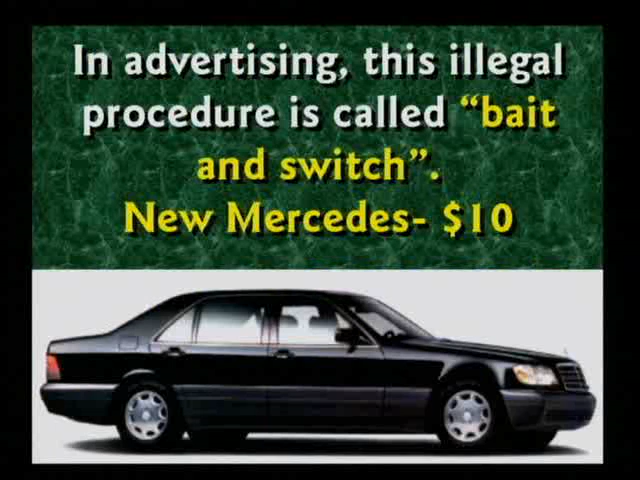 In advertising, this illegal
procedure is called “bait
and switch”.
New Mercedes- $10